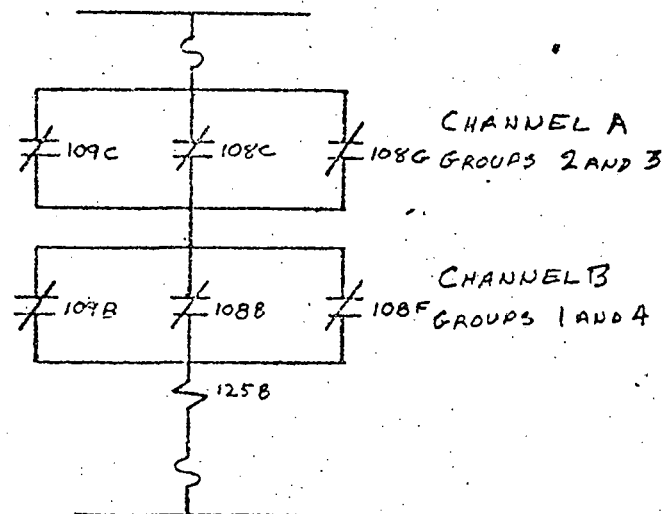 CHANNEL A
109C 108C 108G GROUPS 2 AND 3
CHANNEL B
109B 108B 108F GROUPS 1 AND 4
125B